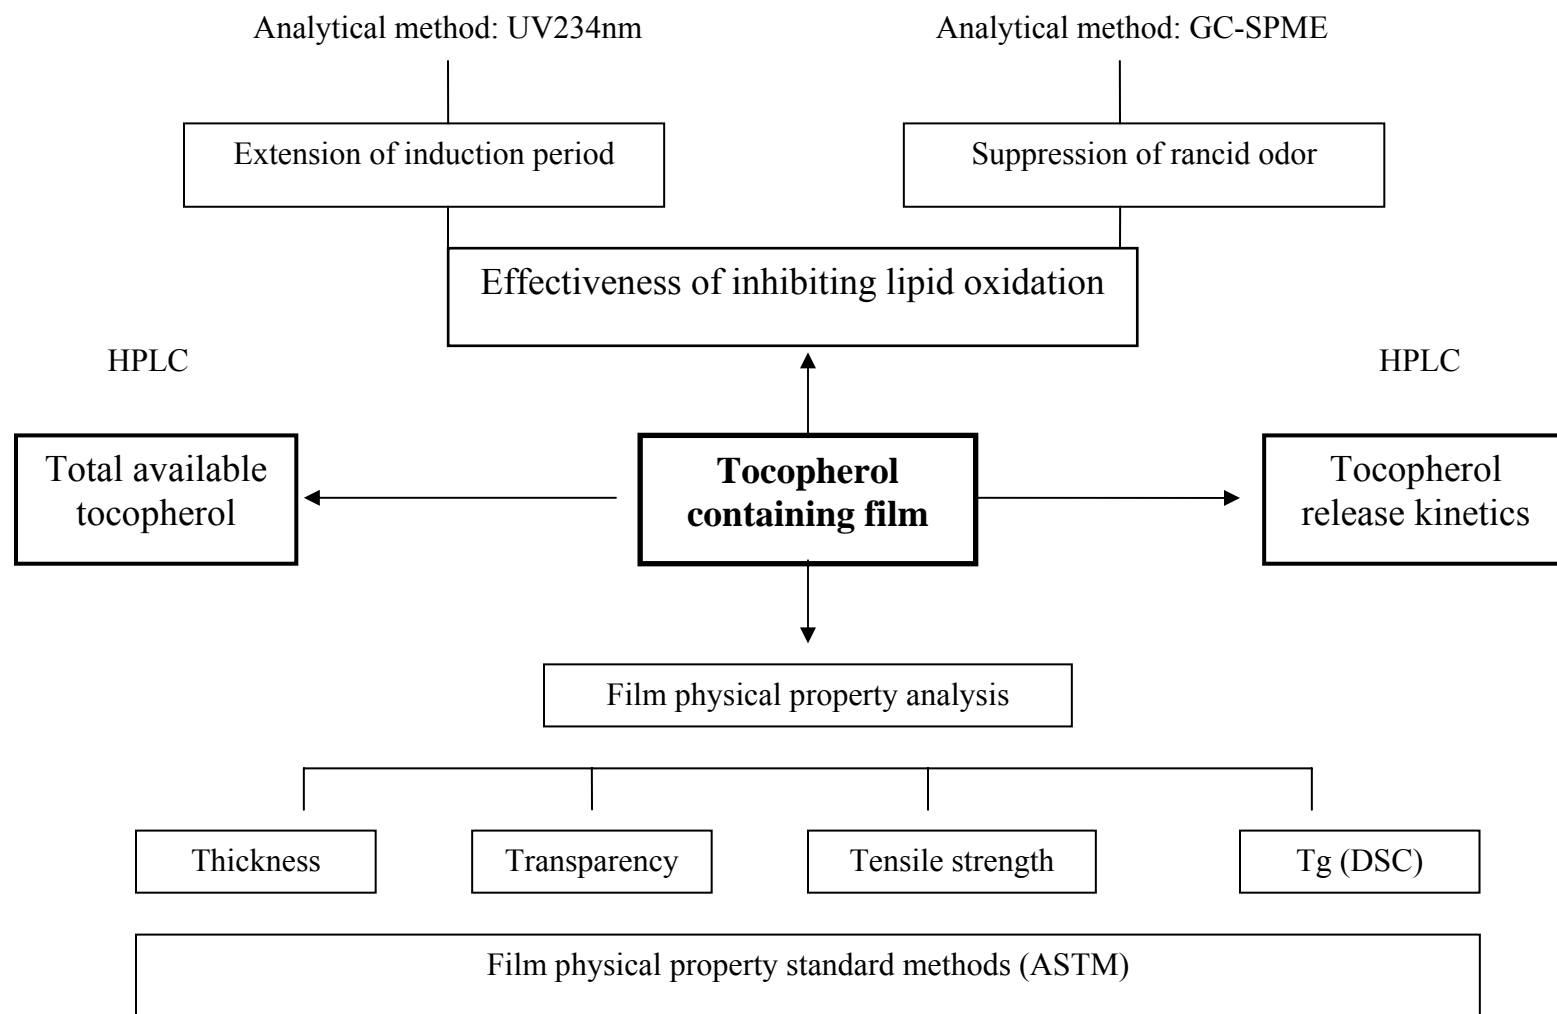 Analytical method: UV234nm
Analytical method: GC-SPME
Extension of induction period
Suppression of rancid odor
Effectiveness of inhibiting lipid oxidation
HPLC
HPLC
Total available
tocopherol
Tocopherol
containing film
Tocopherol
release kinetics
Film physical property analysis
Thickness
Transparency
Tensile strength
Tg (DSC)
Film physical property standard methods (ASTM)